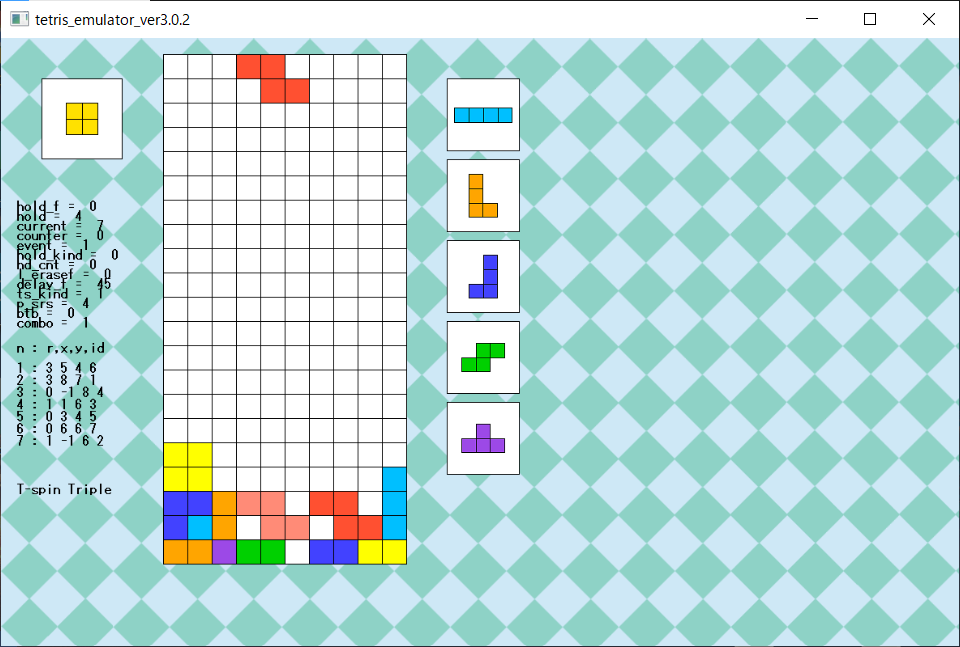 tetris_emulator_ver3.0.2
hold_f = 0
hold = 4
current = 7
counter = 0
event = 1
hold_kind = 0
hd_cnt = 0
l_erasef = 0
delay_f = 45
ts_kind = 1
p_srs = 4
btb = 0
combo = 1
n : r,x,y,id
1 : 3 5 4 6
2 : 3 8 7 1
3 : 0 -1 8 4
4 : 1 1 6 3
5 : 0 3 4 5
6 : 0 6 6 7
7 : 1 -1 6 2
T-spin Triple